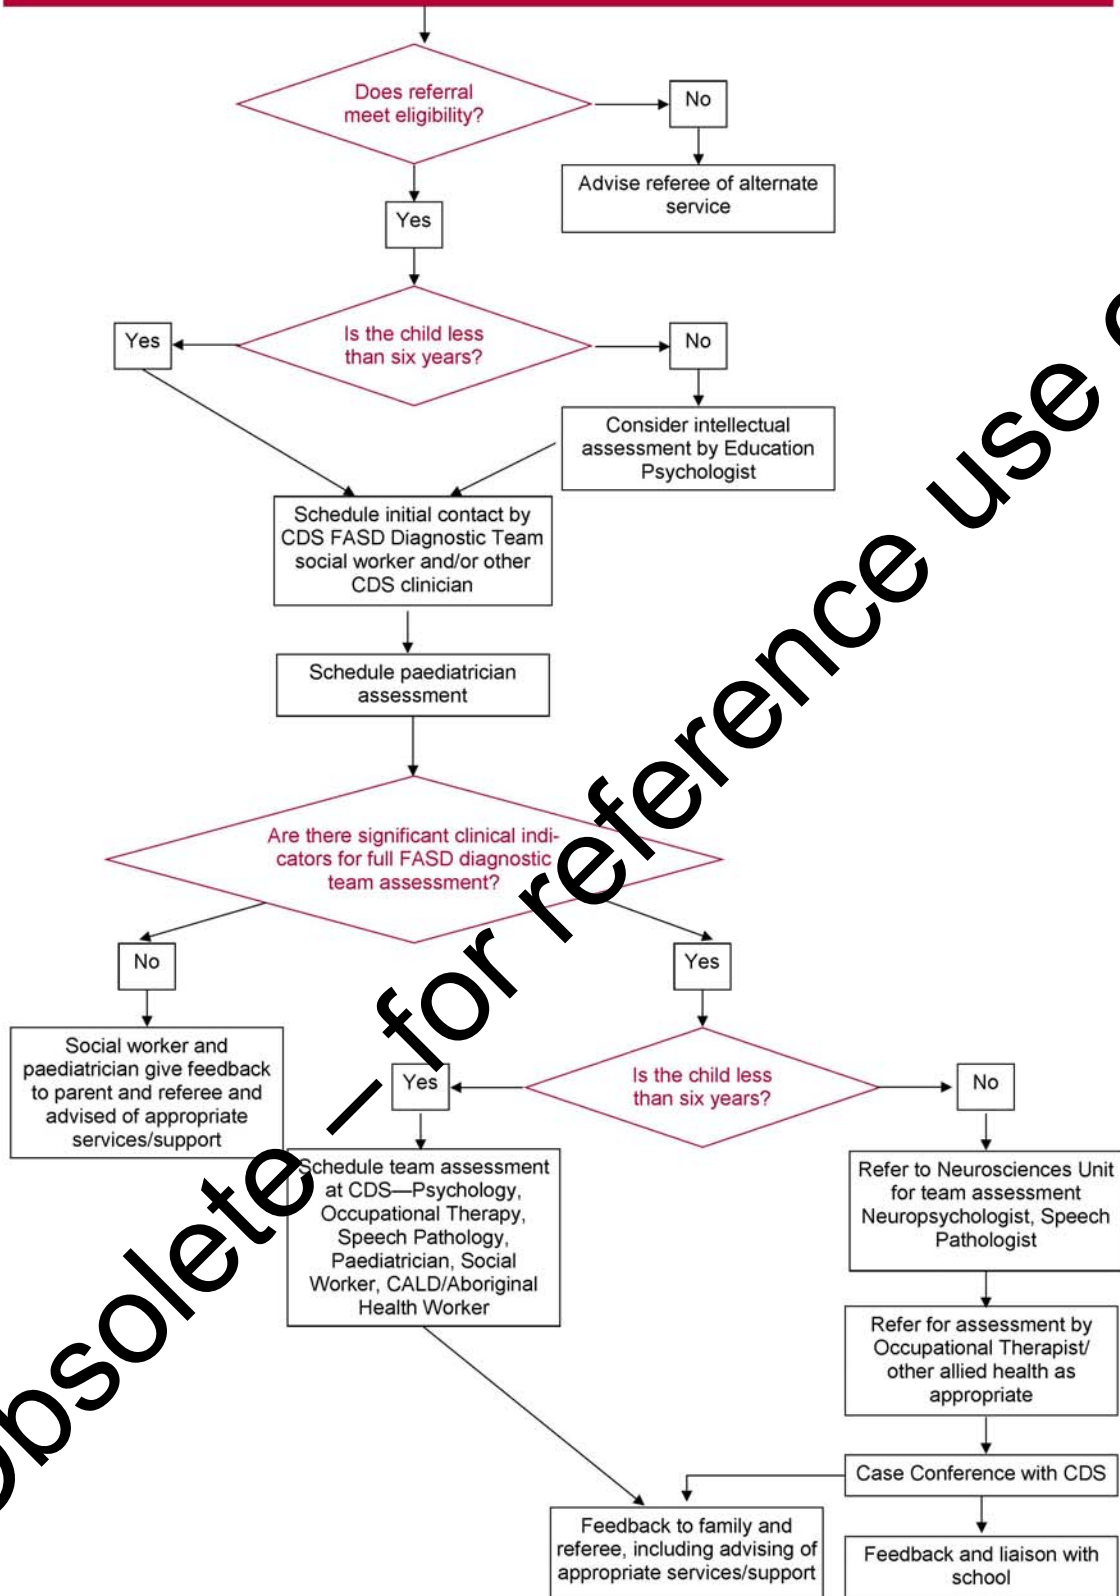 Does referral
meet eligibility?
No
Advise referee of alternate
service
Yes
Is the child less
than six years?
Yes
No
Consider intellectual
assessment by Education
Psychologist
Schedule initial contact by
CDS FASD Diagnostic Team
social worker and/or other
CDS clinician
Schedule paediatrician
assessment
Are there significant clinical indi-
cators for full FASD diagnostic
team assessment?
No
Yes
Social worker and
paediatrician give feedback
to parent and referee and
advised of appropriate
services/support
Is the child less
than six years?
Yes
No
Schedule team assessment
at CDS—Psychology,
Occupational Therapy,
Speech Pathology,
Paediatrician, Social
Worker, CALD/Aboriginal
Health Worker
Refer to Neurosciences Unit
for team assessment
Neuropsychologist, Speech
Pathologist
Refer for assessment by
Occupational Therapist/
other allied health as
appropriate
Case Conference with CDS
Feedback to family and
referee, including advising of
appropriate services/support
Feedback and liaison with
school
Obsolete – for reference use